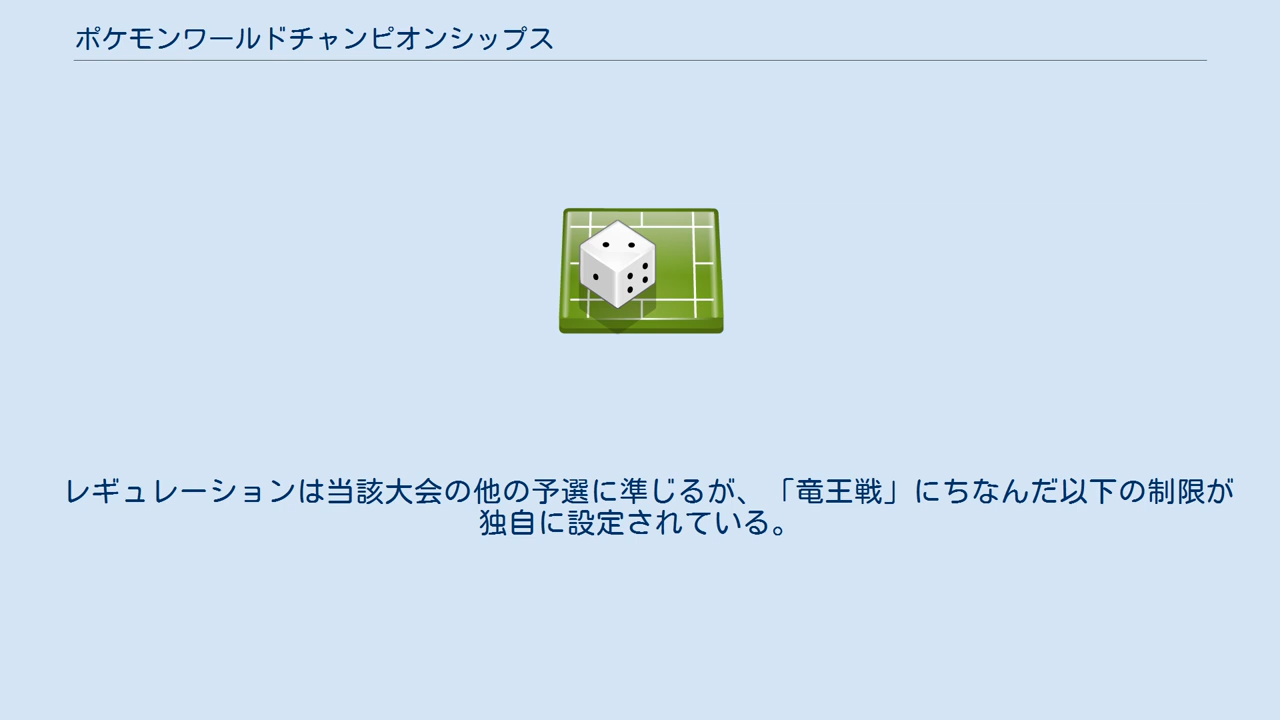 ポケモンワールドチャンピオンシップス
レギュレーションは当該大会の他の予選に準じるが、「竜王戦」にちなんだ以下の制限が
独自に設定されている。